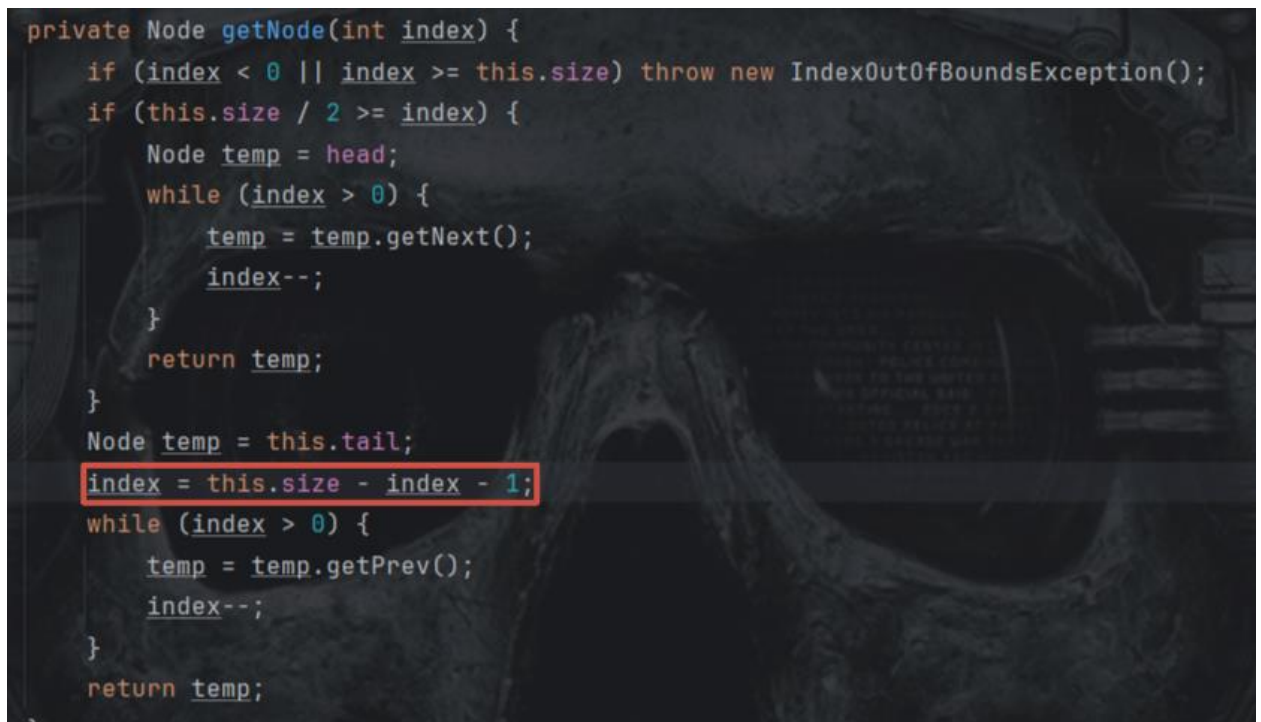 private Node getNode(int index) {
if (index < 0 || index >= this.size) throw new IndexOutOfBoundsException();
if (this.size / 2 >= index) {
Node temp = head;
while (index > 0) {
temp = temp.getNext();
index--;
}
return temp;
}
Node temp = this.tail;
index = this.size - index - 1;
while (index > 0) {
temp = temp.getPrev();
index--;
}
return temp;